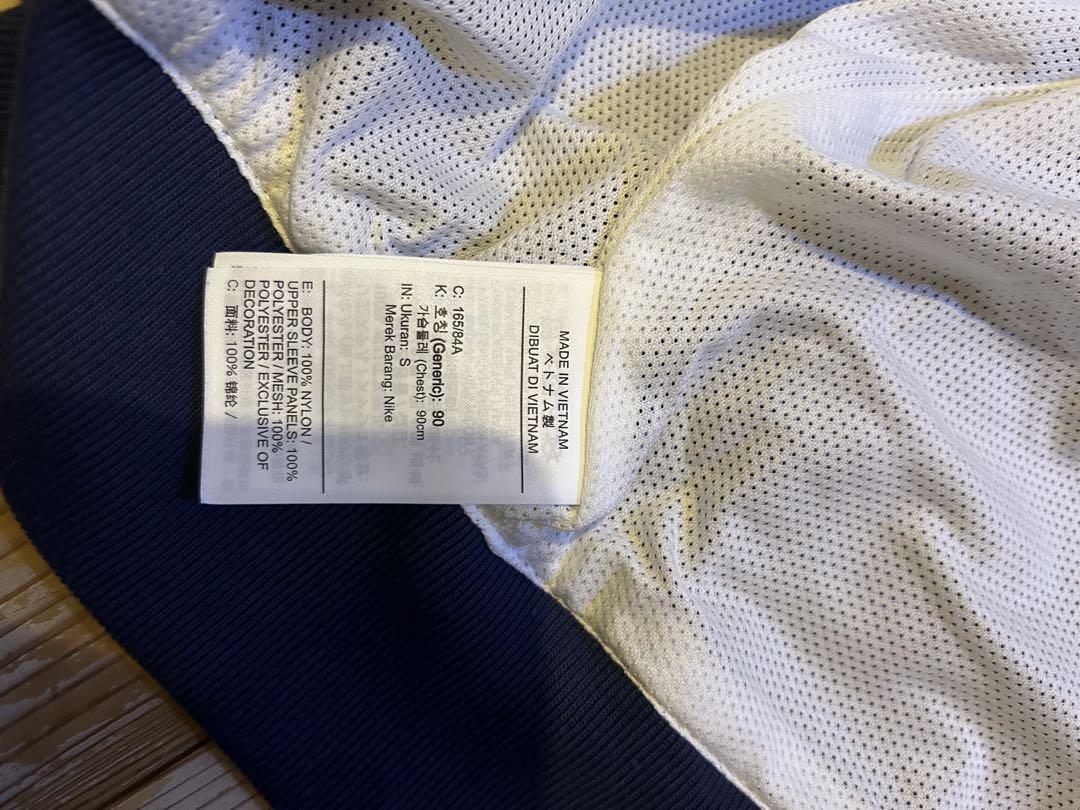 MADE IN VIETNAM
ベトナム製
DIBUAT DI VIETNAM
C: 165/84A
K: 호칭 (Generic): 90
가슴둘레 (Chest): 90cm
IN: Ukuran: S
Merek Barang: Nike
E: BODY: 100% NYLON /
UPPER SLEEVE PANELS: 100%
POLYESTER / MESH: 100%
POLYESTER / EXCLUSIVE OF
DECORATION
C: 面料: 100% 锦纶 /